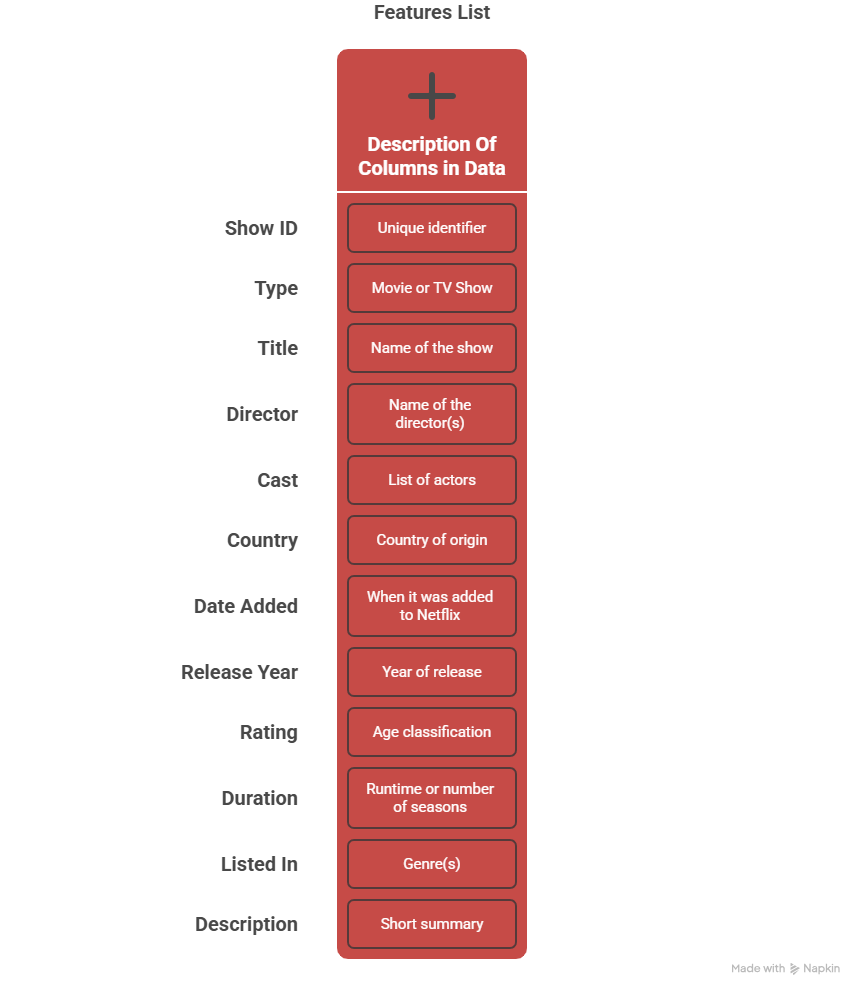 Features List
Description Of
Columns in Data
Show ID
Unique identifier
Type
Movie or TV Show
Title
Name of the show
Director
Name of the
director(s)
Cast
List of actors
Country
Country of origin
Date Added
When it was added
to Netflix
Release Year
Year of release
Rating
Age classification
Duration
Runtime or number
of seasons
Listed In
Genre(s)
Description
Short summary
Made with Napkin